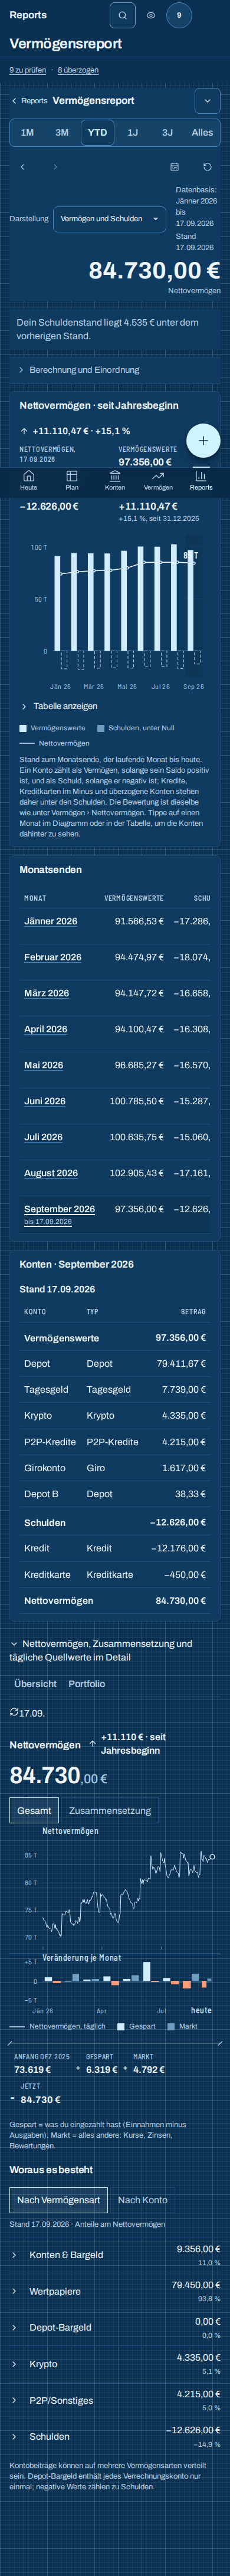 Reports
9
Vermögensreport
9 zu prüfen · 8 überzogen
Reports Vermögensreport
1M 3M YTD 1J 3J Alles
Datenbasis:
Jänner 2026
bis
17.09.2026
Darstellung Vermögen und Schulden
Stand
17.09.2026
84.730,00 €
Nettovermögen
Dein Schuldenstand liegt 4.535 € unter dem
vorherigen Stand.
Berechnung und Einordnung
Nettovermögen · seit Jahresbeginn
+11.110,47 € · +15,1 %
NETTOVERMÖGEN, VERMÖGENSWERTE
17.09.2026 97.356,00 €
Heute Plan Konten Vermögen Reports
−12.626,00 € +11.110,47 €
+15,1 %, seit 31.12.2025
100 T
50 T
0
Jän 26 Mär 26 Mai 26 Jul 26 Sep 26
Tabelle anzeigen
Vermögenswerte Schulden, unter Null
Nettovermögen
Stand zum Monatsende, der laufende Monat bis heute.
Ein Konto zählt als Vermögen, solange sein Saldo positiv
ist, und als Schuld, solange er negativ ist; Kredite,
Kreditkarten im Minus und überzogene Konten stehen
daher unter den Schulden. Die Bewertung ist dieselbe
wie unter Vermögen › Nettovermögen. Tippe auf einen
Monat im Diagramm oder in der Tabelle, um die Konten
dahinter zu sehen.
Monatsenden
MONAT VERMÖGENSWERTE SCHU
Jänner 2026 91.566,53 € −17.286,
Februar 2026 94.474,97 € −18.074,
März 2026 94.147,72 € −16.658,
April 2026 94.100,47 € −16.308,
Mai 2026 96.685,27 € −16.570,
Juni 2026 100.785,50 € −15.287,
Juli 2026 100.635,75 € −15.060,
August 2026 102.905,43 € −17.161,
September 2026 97.356,00 € −12.626,
bis 17.09.2026
Konten · September 2026
Stand 17.09.2026
KONTO TYP BETRAG
Vermögenswerte 97.356,00 €
Depot Depot 79.411,67 €
Tagesgeld Tagesgeld 7.739,00 €
Krypto Krypto 4.335,00 €
P2P-Kredite P2P-Kredite 4.215,00 €
Girokonto Giro 1.617,00 €
Depot B Depot 38,33 €
Schulden −12.626,00 €
Kredit Kredit −12.176,00 €
Kreditkarte Kreditkarte −450,00 €
Nettovermögen 84.730,00 €
Nettovermögen, Zusammensetzung und
tägliche Quellwerte im Detail
Übersicht Portfolio
17.09.
Nettovermögen +11.110 € · seit
Jahresbeginn
84.730,00 €
Gesamt Zusammensetzung
Nettovermögen
85 T
80 T
75 T
70 T
Veränderung je Monat
+5 T
0
−5 T
Jän 26 Apr Jul heute
Nettovermögen, täglich Gespart Markt
ANFANG DEZ 2025 GESPART MARKT
73.619 € + 6.319 € + 4.792 €
JETZT
= 84.730 €
Gespart = was du eingezahlt hast (Einnahmen minus
Ausgaben). Markt = alles andere: Kurse, Zinsen,
Bewertungen.
Woraus es besteht
Nach Vermögensart Nach Konto
Stand 17.09.2026 · Anteile am Nettovermögen
Konten & Bargeld 9.356,00 €
11,0 %
Wertpapiere 79.450,00 €
93,8 %
Depot-Bargeld 0,00 €
0,0 %
Krypto 4.335,00 €
5,1 %
P2P/Sonstiges 4.215,00 €
5,0 %
Schulden −12.626,00 €
−14,9 %
Kontobeiträge können auf mehrere Vermögensarten verteilt
sein. Depot-Bargeld enthält jedes Verrechnungskonto nur
einmal; negative Werte zählen zu Schulden.